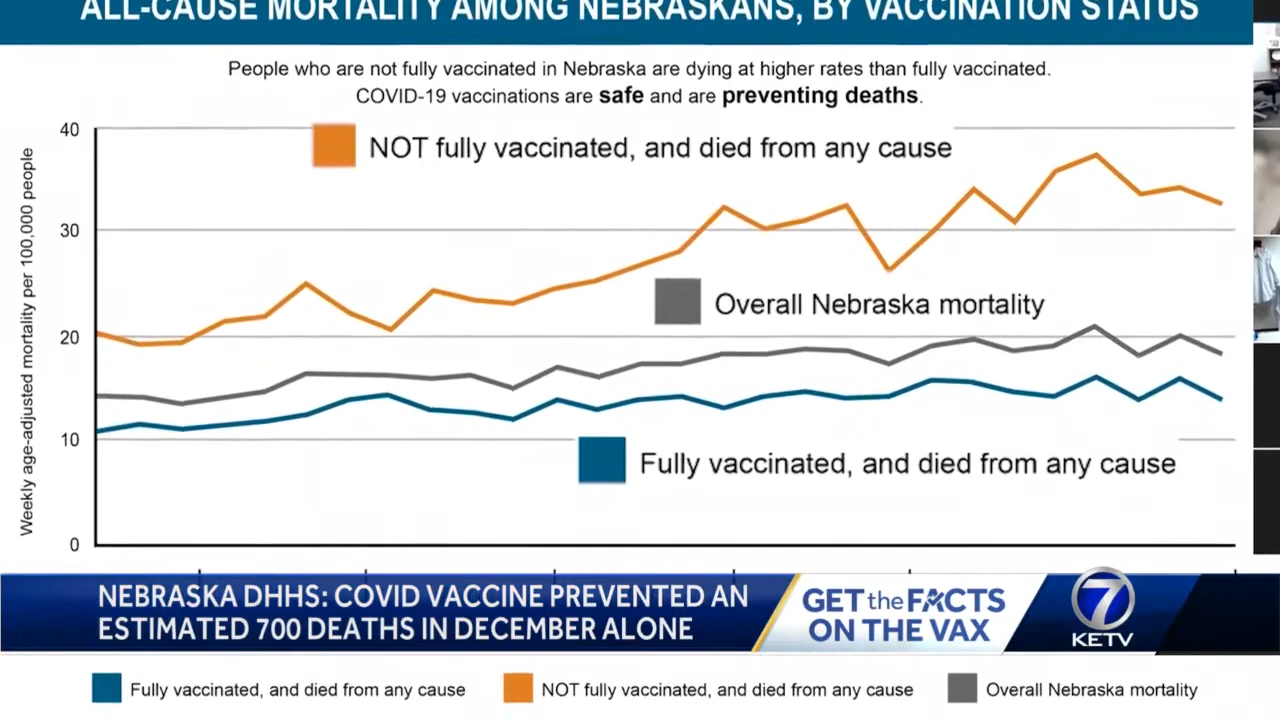 ALL-CAUSE MORTALITY AMONG NEBRASKANS, BY VACCINATION STATUS
People who are not fully vaccinated in Nebraska are dying at higher rates than fully vaccinated.
COVID-19 vaccinations are safe and are preventing deaths.
Weekly age-adjusted mortality per 100,000 people
40
30
20
10
0
NOT fully vaccinated, and died from any cause
Overall Nebraska mortality
Fully vaccinated, and died from any cause
NEBRASKA DHHS: COVID VACCINE PREVENTED AN
ESTIMATED 700 DEATHS IN DECEMBER ALONE
GET the FACTS
ON THE VAX
7
KETV
Fully vaccinated, and died from any cause
NOT fully vaccinated, and died from any cause
Overall Nebraska mortality